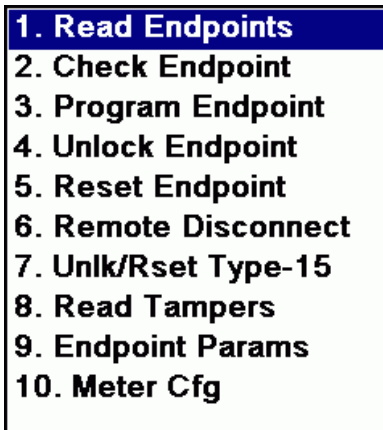 1. Read Endpoints
2. Check Endpoint
3. Program Endpoint
4. Unlock Endpoint
5. Reset Endpoint
6. Remote Disconnect
7. Unlk/Rset Type-15
8. Read Tampers
9. Endpoint Params
10. Meter Cfg